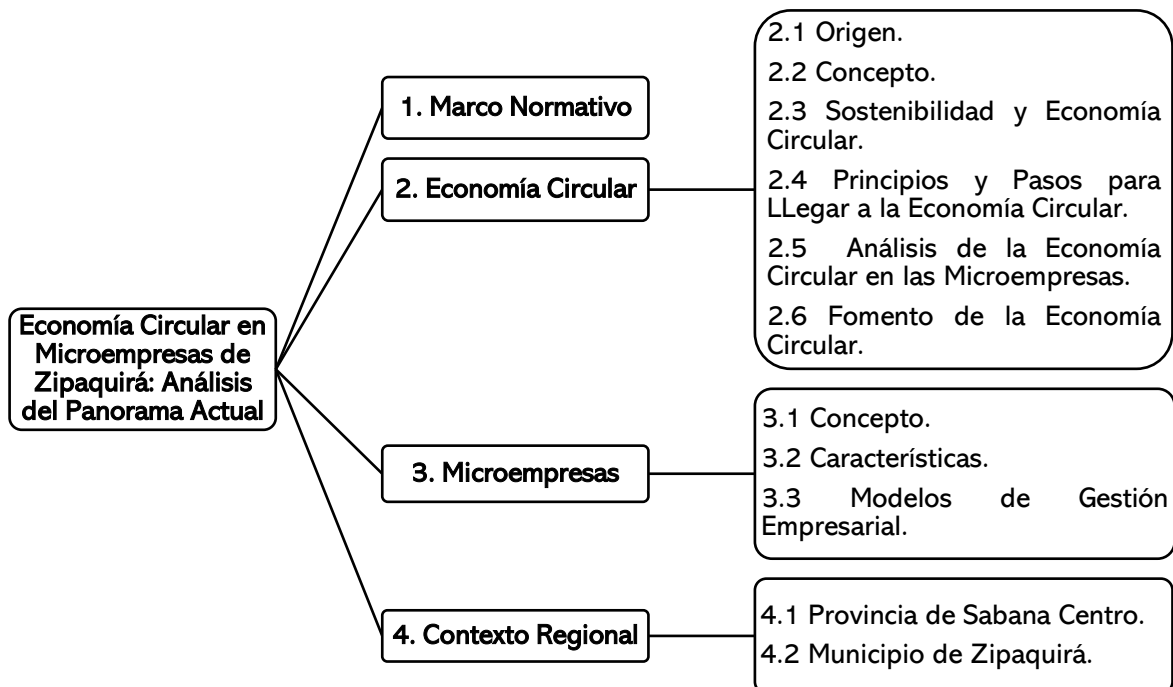 Economía Circular en
Microempresas de
Zipaquirá: Análisis
del Panorama Actual
1. Marco Normativo
2. Economía Circular
2.1 Origen.
2.2 Concepto.
2.3 Sostenibilidad y Economía
Circular.
2.4 Principios y Pasos para
LLegar a la Economía Circular.
2.5 Análisis de la Economía
Circular en las Microempresas.
2.6 Fomento de la Economía
Circular.
3. Microempresas
3.1 Concepto.
3.2 Características.
3.3 Modelos de Gestión
Empresarial.
4. Contexto Regional
4.1 Provincia de Sabana Centro.
4.2 Municipio de Zipaquirá.